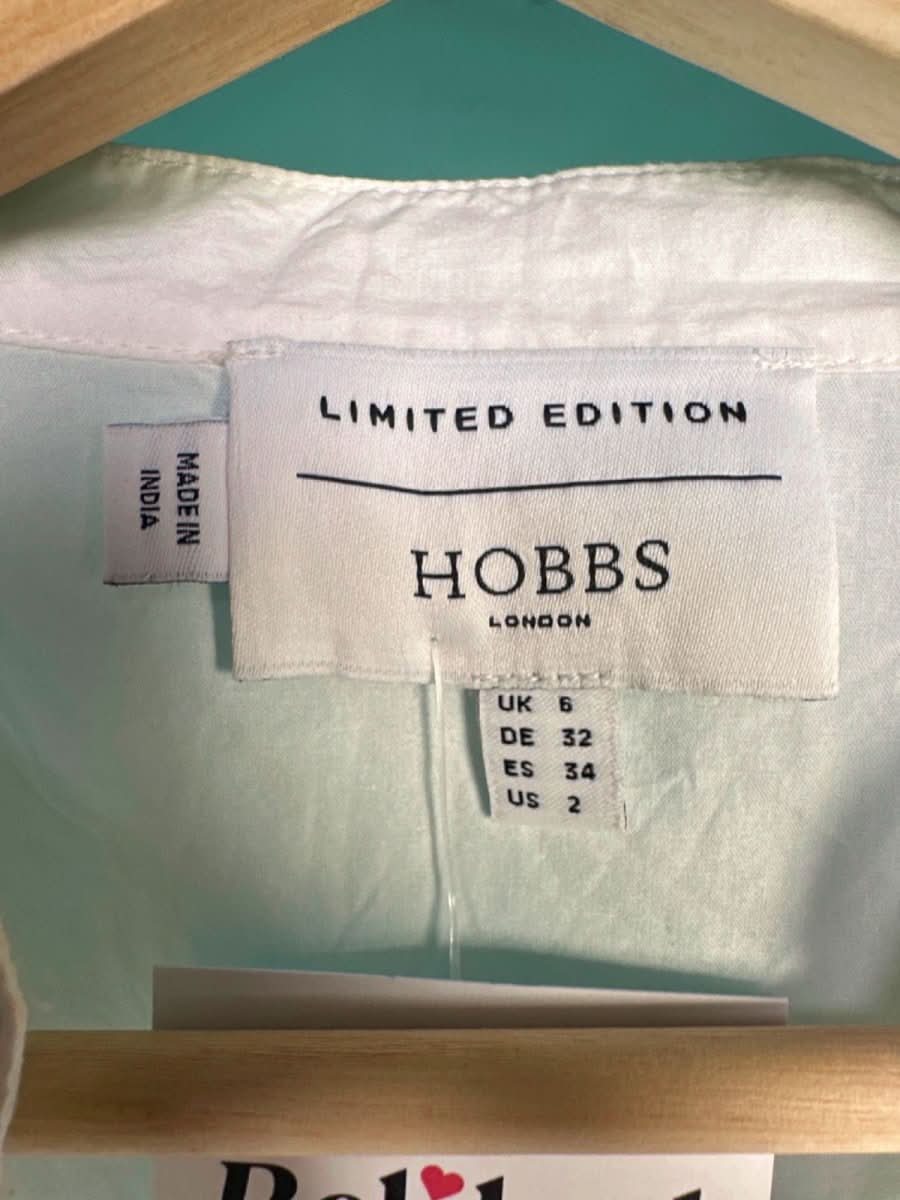 LIMITED EDITION
HOBBS
LONDON
MADE IN
INDIA
UK 6
DE 32
ES 34
US 2